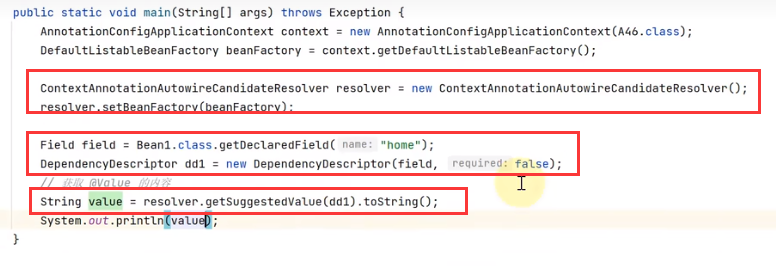 public static void main(String[] args) throws Exception {
AnnotationConfigApplicationContext context = new AnnotationConfigApplicationContext(A46.class);
DefaultListableBeanFactory beanFactory = context.getDefaultListableBeanFactory();
ContextAnnotationAutowireCandidateResolver resolver = new ContextAnnotationAutowireCandidateResolver();
resolver.setBeanFactory(beanFactory);
Field field = Bean1.class.getDeclaredField( name: "home");
DependencyDescriptor dd1 = new DependencyDescriptor(field, required: false);
// 获取 @Value 的内容
String value = resolver.getSuggestedValue(dd1).toString();
System.out.println(value);
}